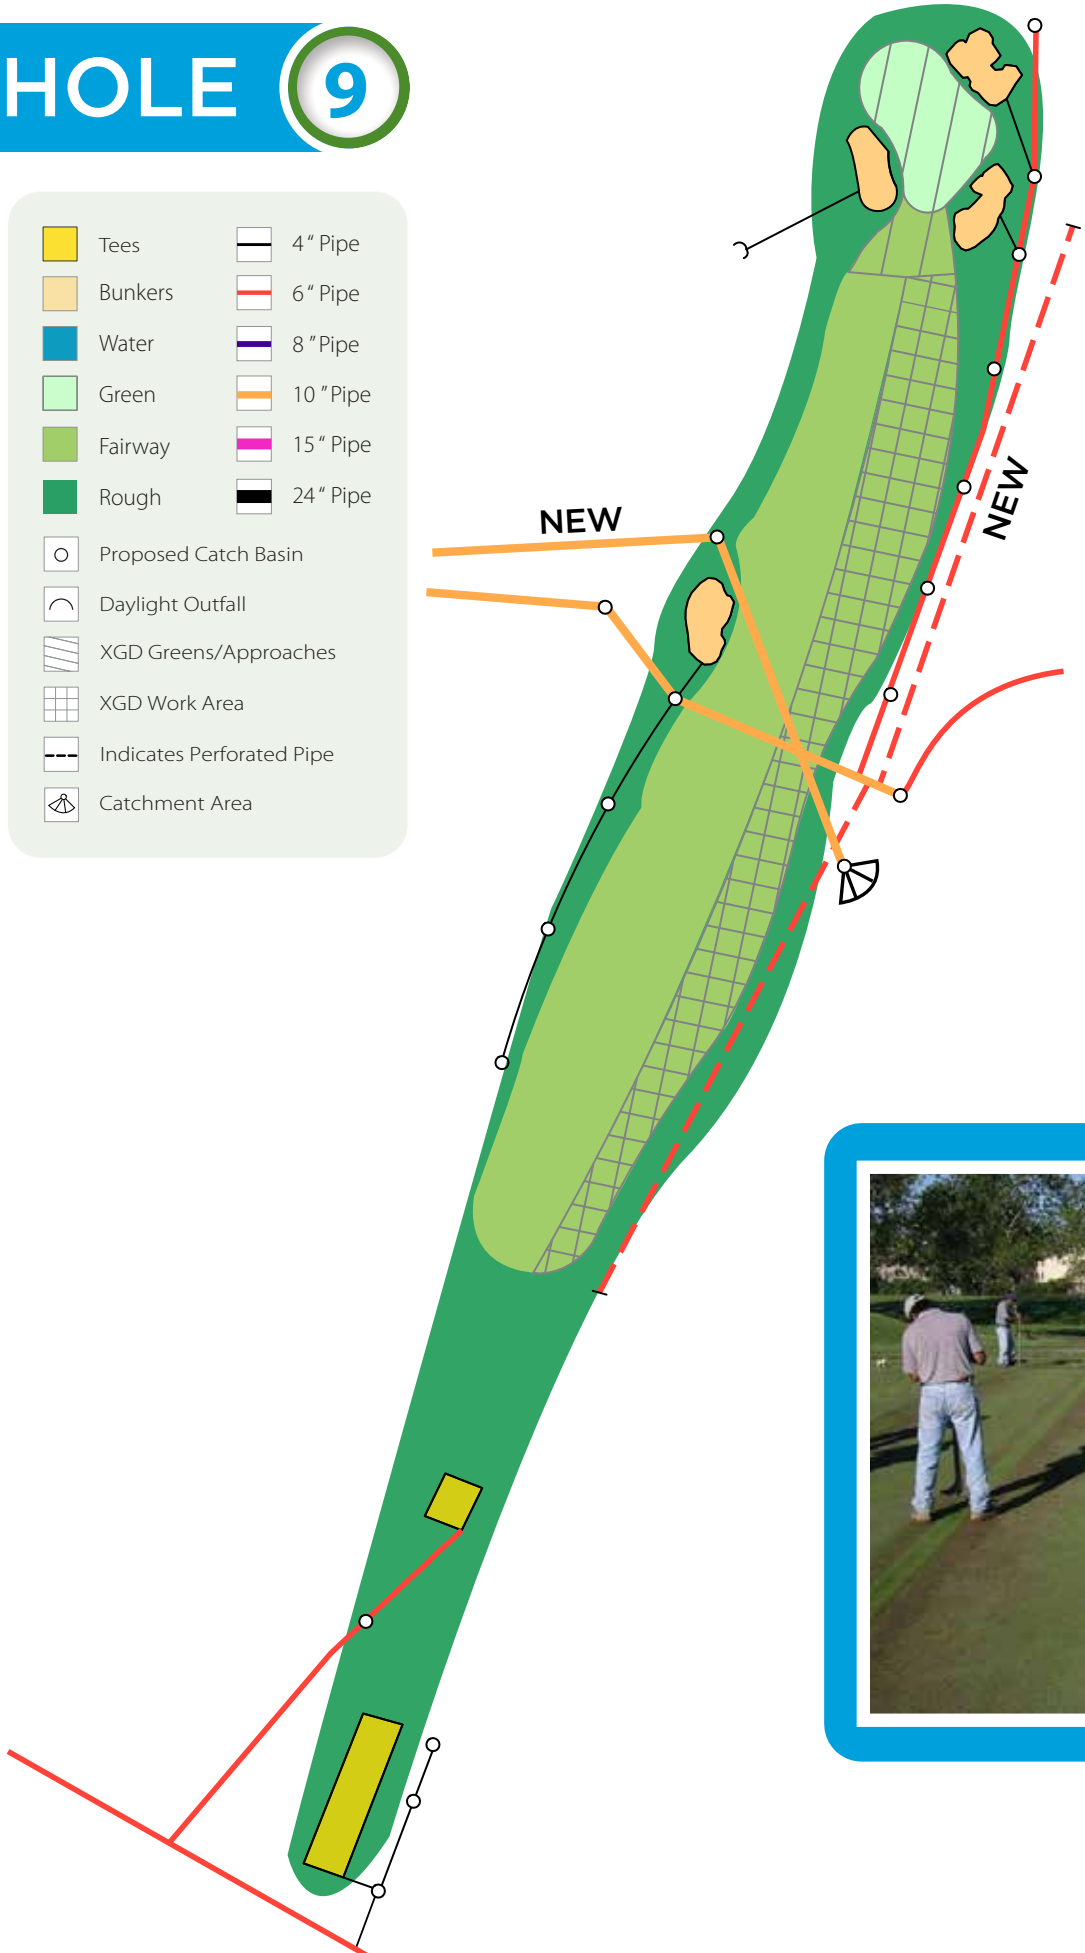 HOLE 9
Tees
Bunkers
Water
Green
Fairway
Rough
4" Pipe
6" Pipe
8" Pipe
10" Pipe
15" Pipe
24" Pipe
Proposed Catch Basin
Daylight Outfall
XGD Greens/Approaches
XGD Work Area
Indicates Perforated Pipe
Catchment Area
NEW
NEW